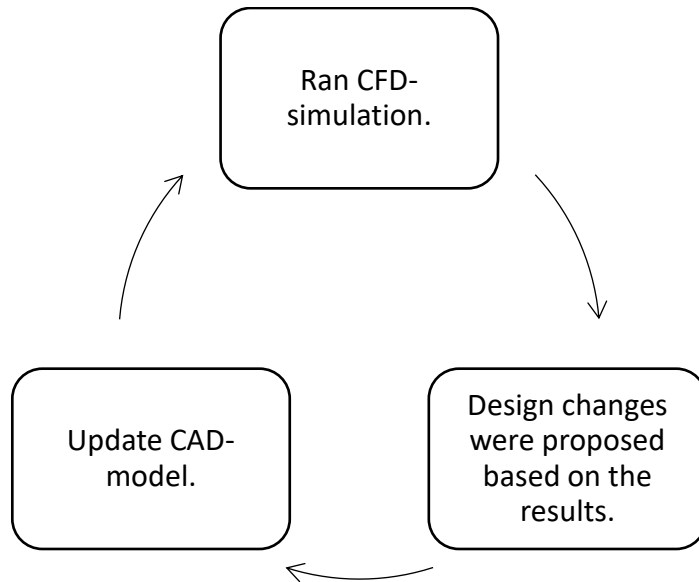 Ran CFD-
simulation.
Design changes
were proposed
based on the
results.
Update CAD-
model.